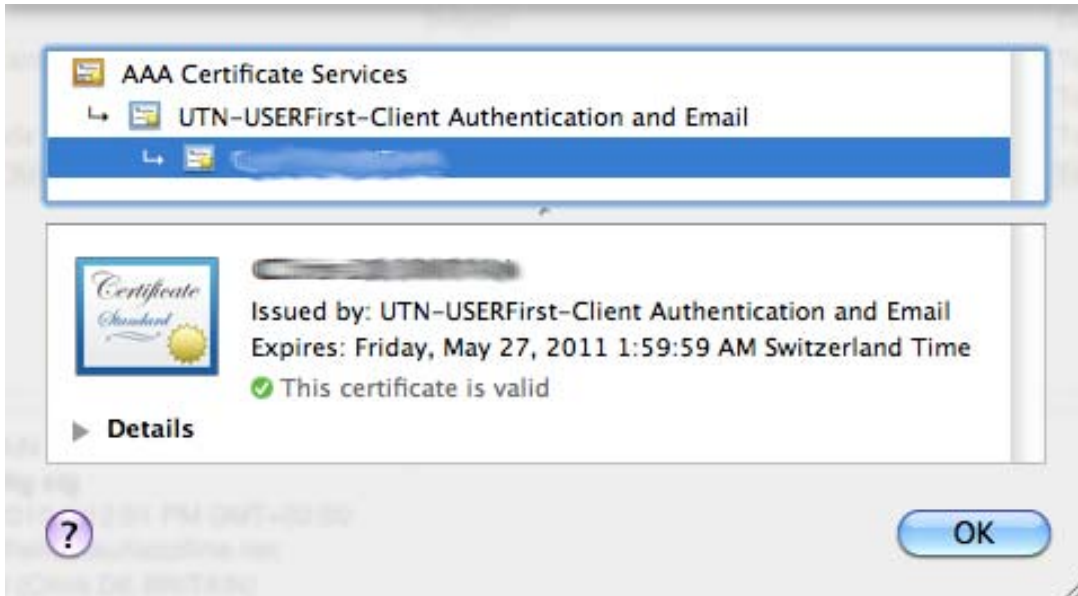 AAA Certificate Services
↳ UTN-USERFirst-Client Authentication and Email
↳
Certificate
Standard
Issued by: UTN-USERFirst-Client Authentication and Email
Expires: Friday, May 27, 2011 1:59:59 AM Switzerland Time
This certificate is valid
Details
?
OK